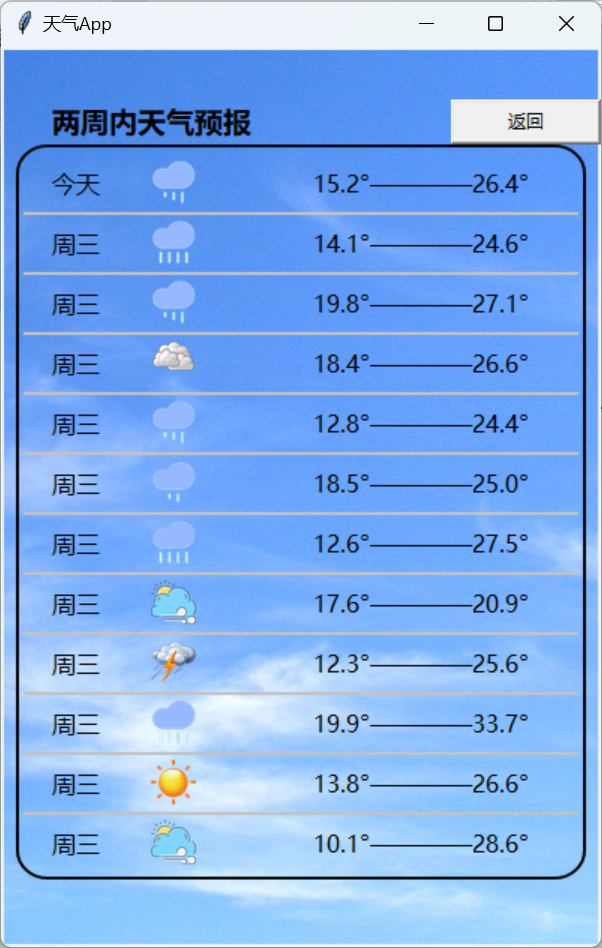 天气App
两周内天气预报 返回
今天 15.2°————26.4°
周三 14.1°————24.6°
周三 19.8°————27.1°
周三 18.4°————26.6°
周三 12.8°————24.4°
周三 18.5°————25.0°
周三 12.6°————27.5°
周三 17.6°————20.9°
周三 12.3°————25.6°
周三 19.9°————33.7°
周三 13.8°————26.6°
周三 10.1°————28.6°